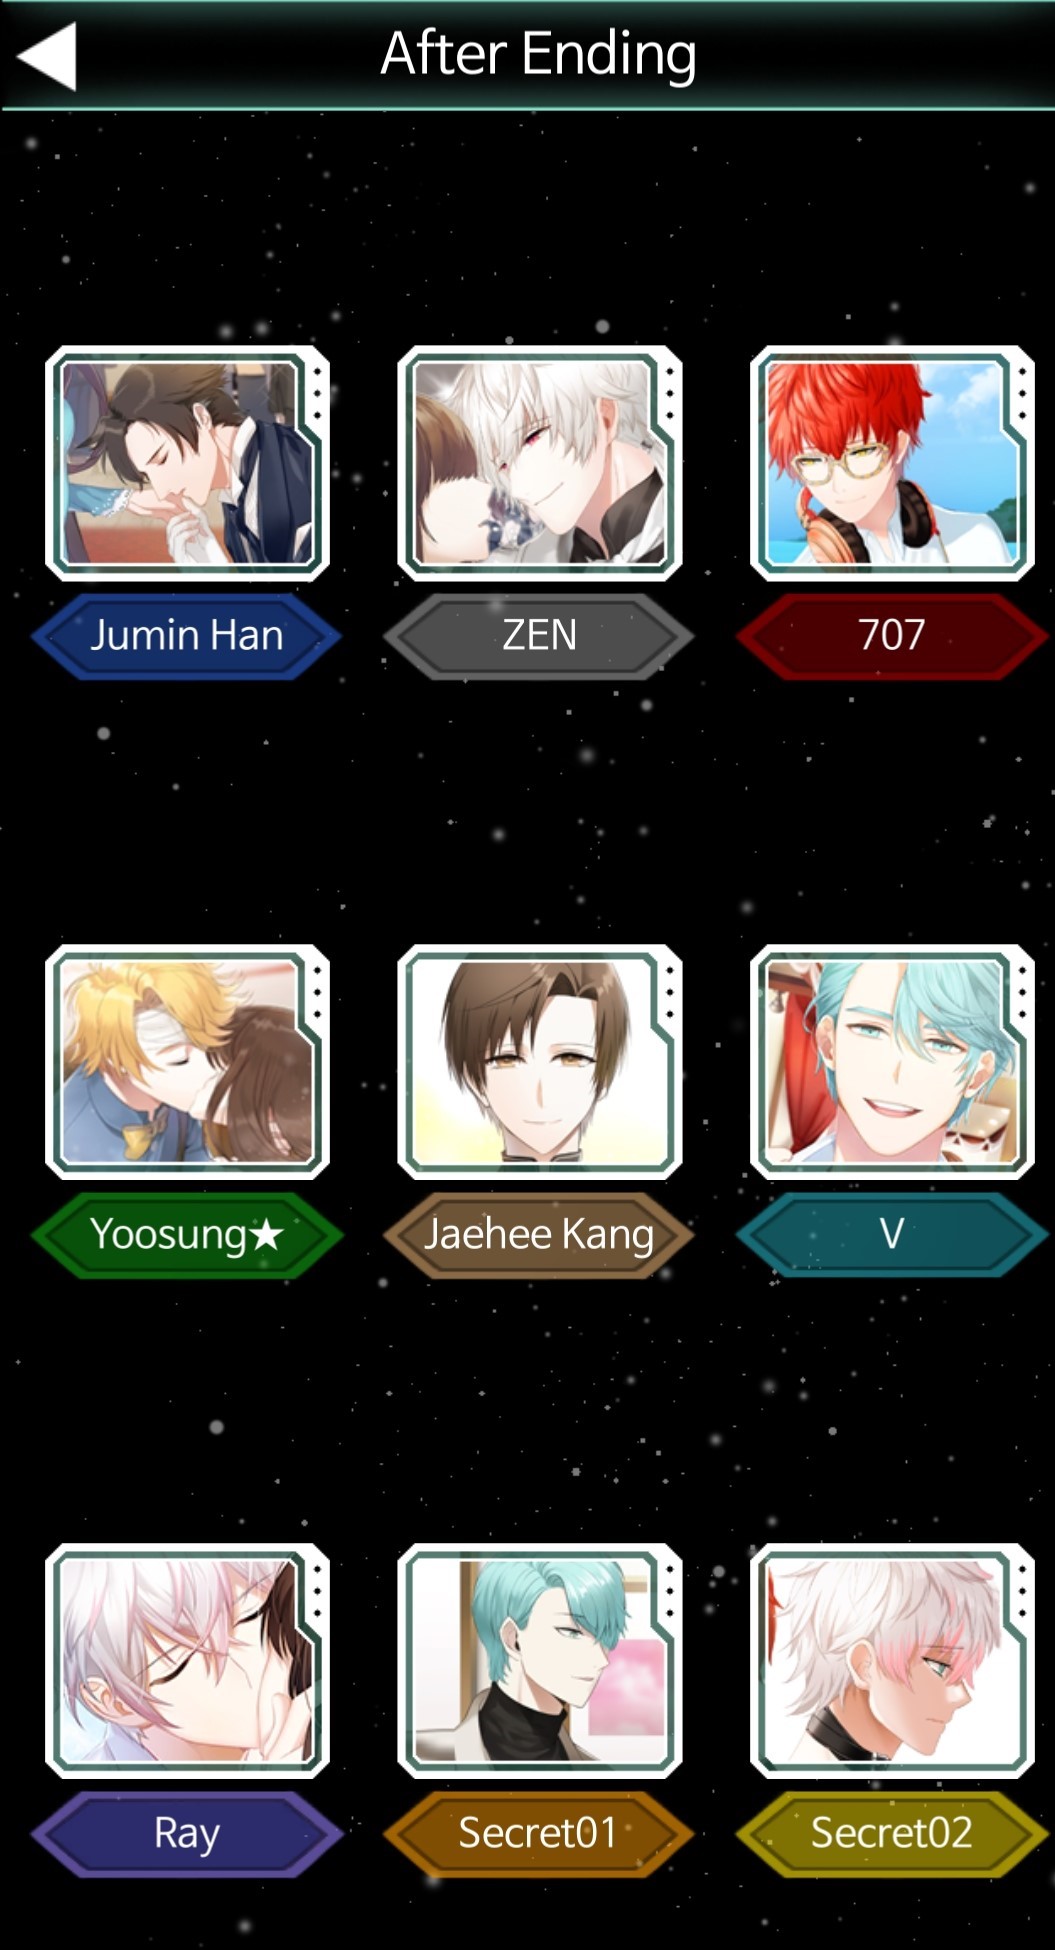 After Ending
Jumin Han
ZEN
707
Yoosung★
Jaehee Kang
V
Ray
Secret01
Secret02